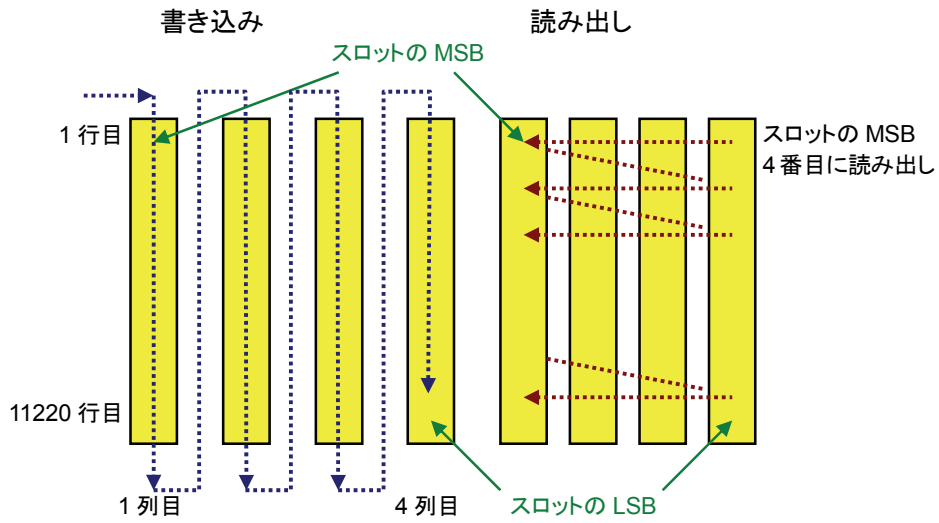 書き込み
読み出し
スロットの MSB
1 行目
スロットの MSB
4 番目に読み出し
11220 行目
1 列目
4 列目
スロットの LSB